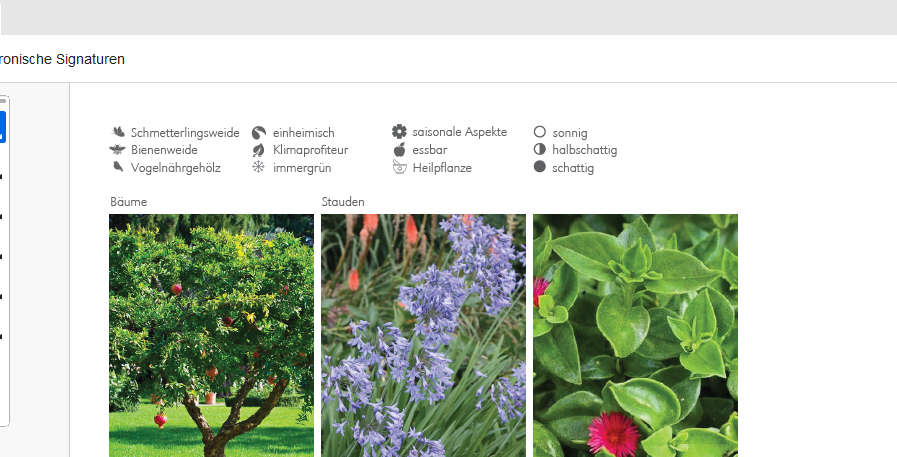 ronische Signaturen
Schmetterlingsweide einheimisch saisonale Aspekte sonnig
Bienenweide Klimaprofiteur essbar halbschattig
Vogelnährgehölz immergrün Heilpflanze schattig
Bäume Stauden